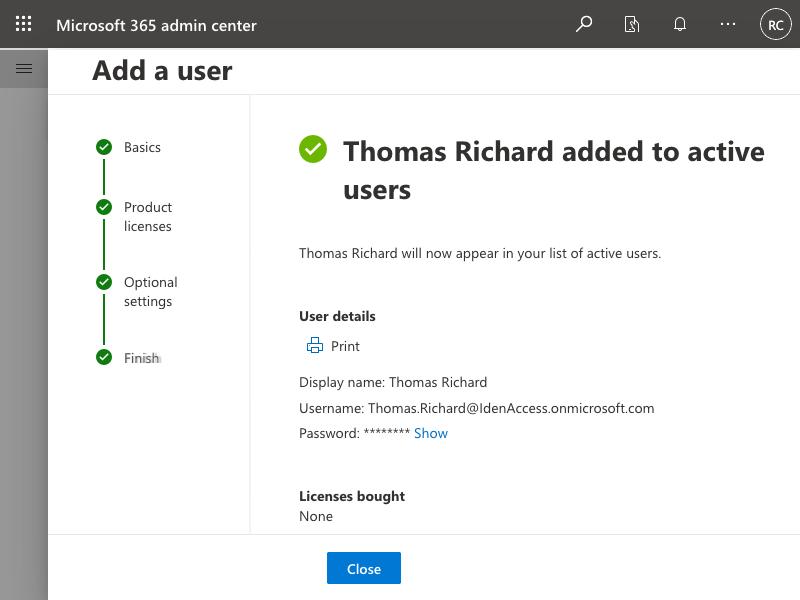 Microsoft 365 admin center
RC
Add a user
Basics
Product
licenses
Optional
settings
Finish
Thomas Richard added to active
users
Thomas Richard will now appear in your list of active users.
User details
Print
Display name: Thomas Richard
Username: Thomas.Richard@IdenAccess.onmicrosoft.com
Password: ******** Show
Licenses bought
None
Close